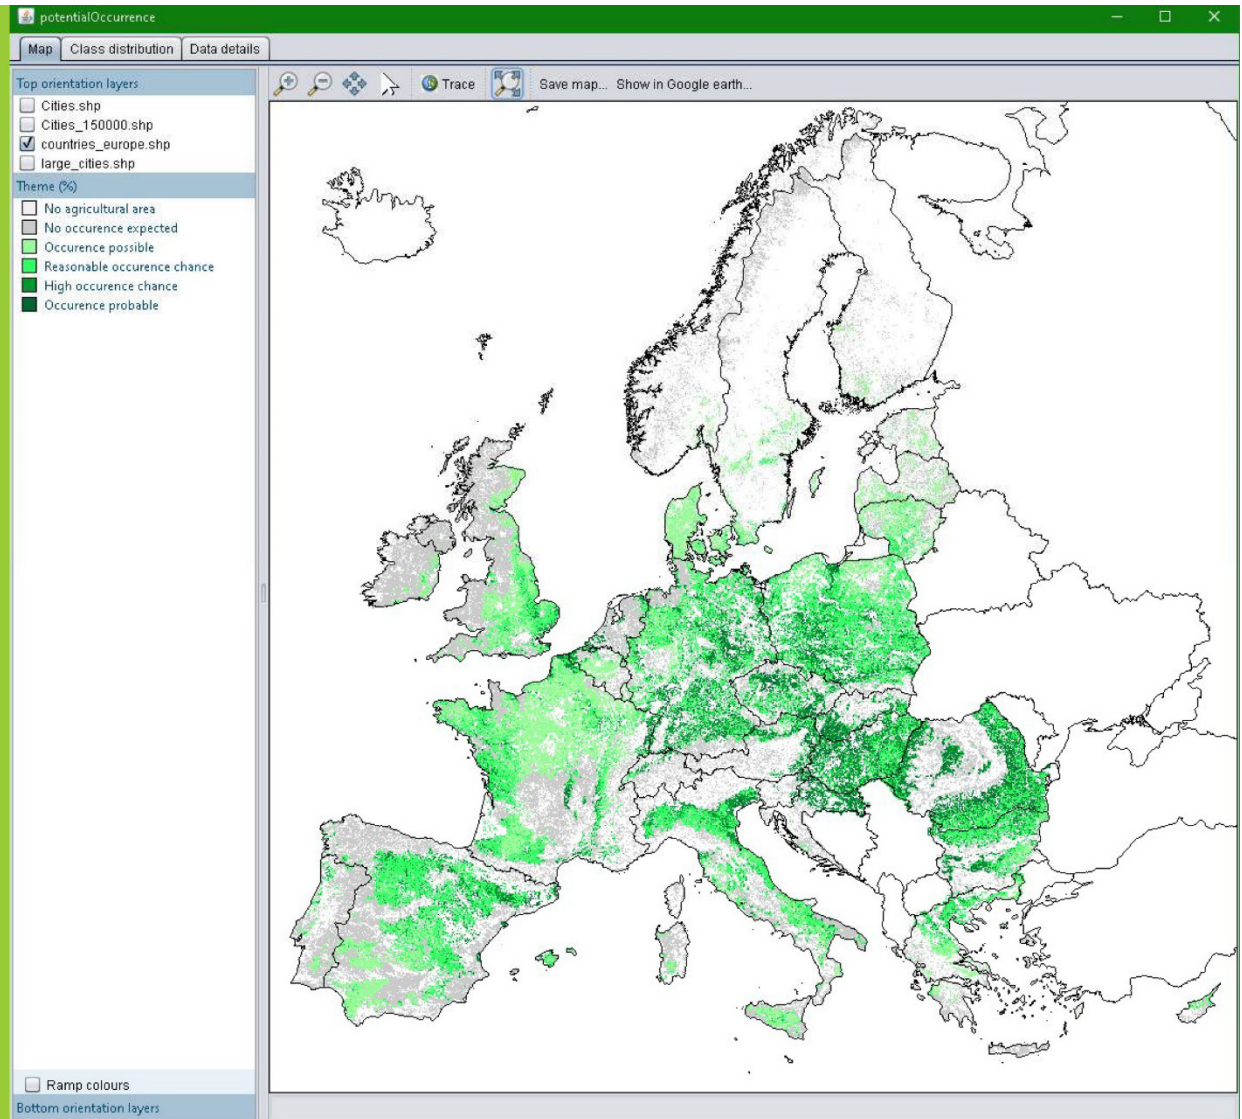 potentialOccurrence
Map Class distribution Data details
Top orientation layers
Cities.shp
Cities_150000.shp
countries_europe.shp
large_cities.shp
Theme (%)
No agricultural area
No occurence expected
Occurence possible
Reasonable occurence chance
High occurence chance
Occurence probable
Ramp colours
Bottom orientation layers
Trace Save map... Show in Google earth...